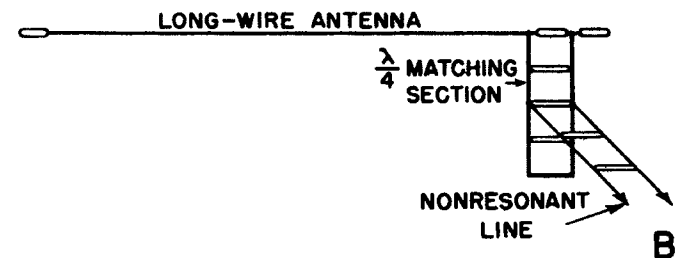 LONG-WIRE ANTENNA
λ/4 MATCHING
SECTION
NONRESONANT
LINE
B